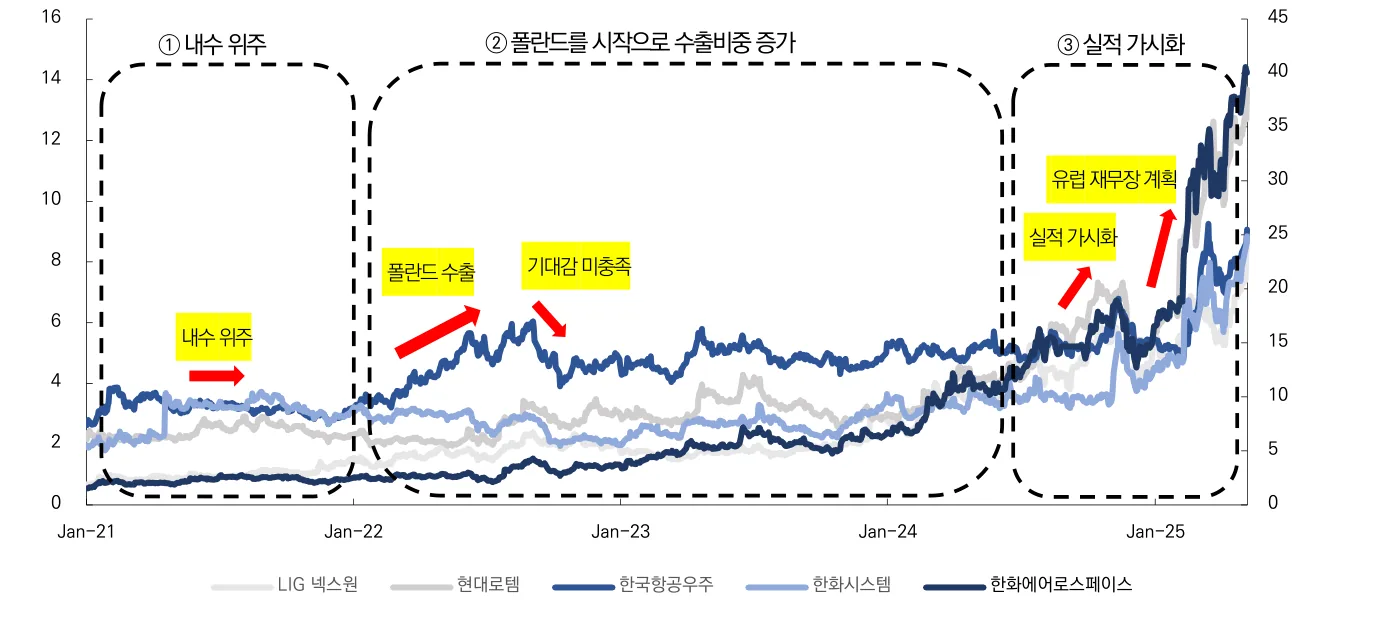 16
14
12
10
8
6
4
2
0
45
40
35
30
25
20
15
10
5
0
① 내수 위주
② 폴란드를 시작으로 수출비중 증가
③ 실적 가시화
유럽 재무장 계획
실적 가시화
폴란드 수출
기대감 미충족
내수 위주
Jan-21
Jan-22
Jan-23
Jan-24
Jan-25
LIG 넥스원
현대로템
한국항공우주
한화시스템
한화에어로스페이스